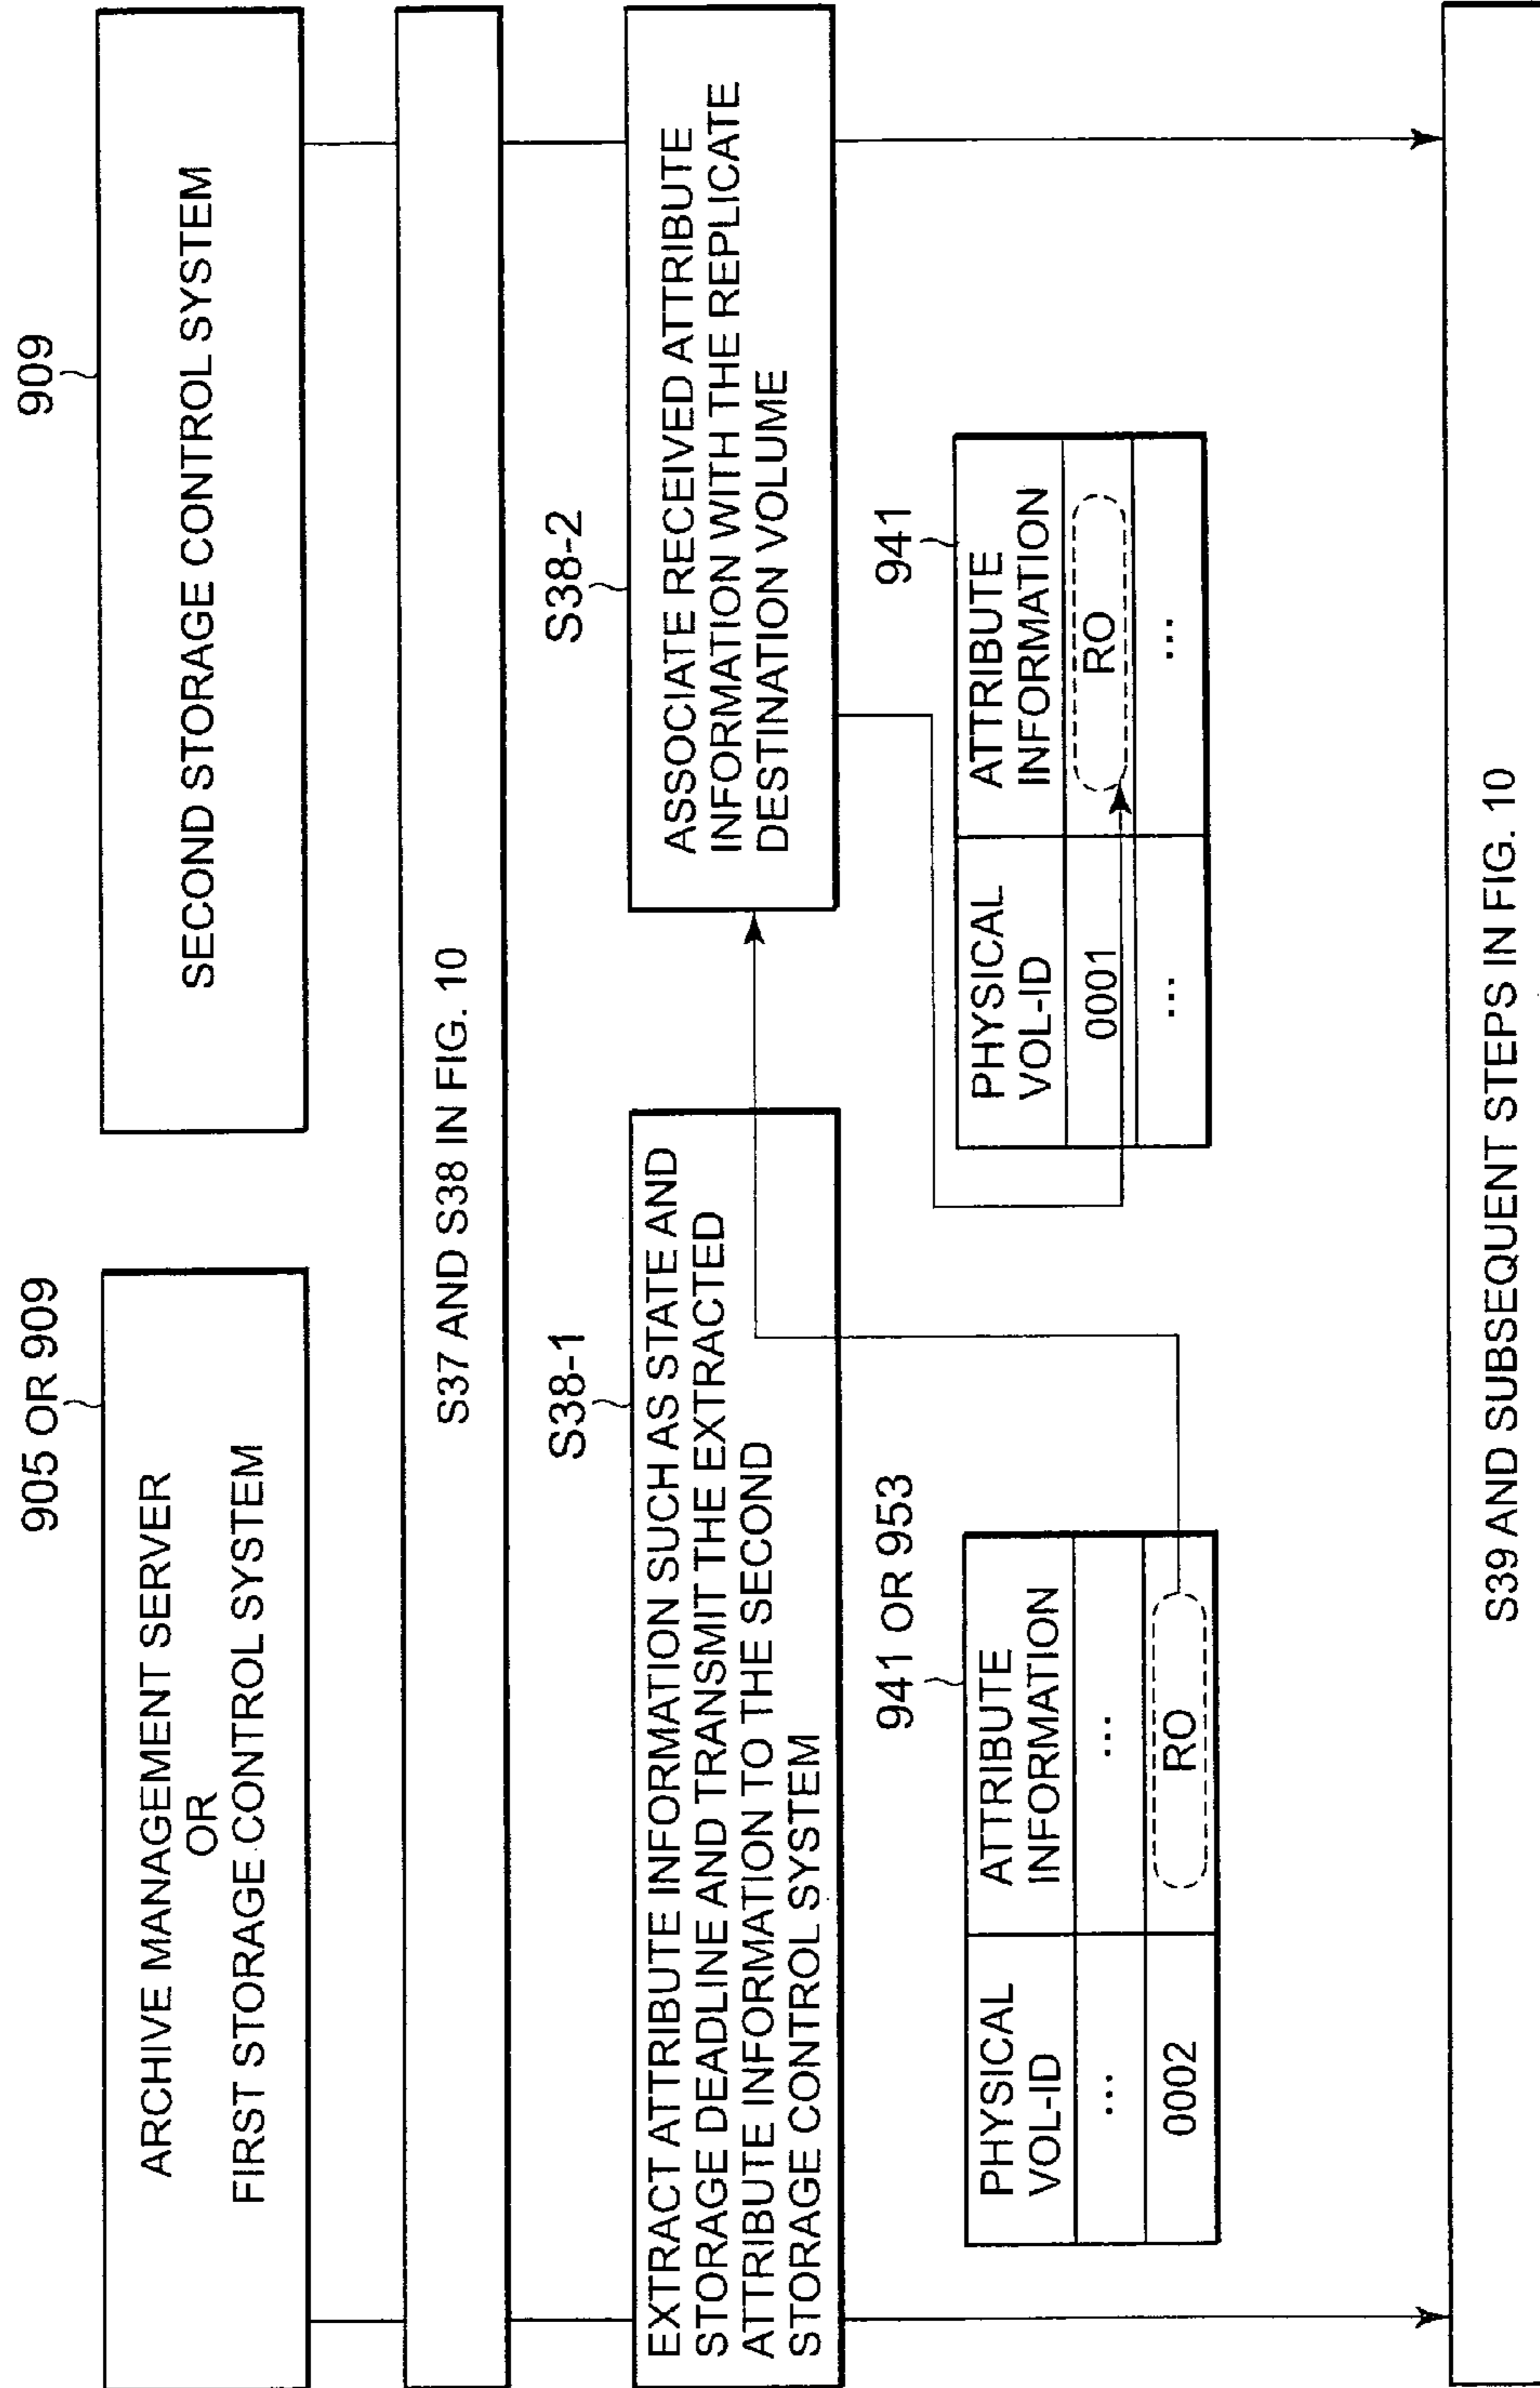 905 OR 909
909
ARCHIVE MANAGEMENT SERVER
OR
FIRST STORAGE CONTROL SYSTEM
SECOND STORAGE CONTROL SYSTEM
S37 AND S38 IN FIG. 10
S38-1
EXTRACT ATTRIBUTE INFORMATION SUCH AS STATE AND
STORAGE DEADLINE AND TRANSMIT THE EXTRACTED
ATTRIBUTE INFORMATION TO THE SECOND
STORAGE CONTROL SYSTEM
S38-2
ASSOCIATE RECEIVED ATTRIBUTE
INFORMATION WITH THE REPLICATE
DESTINATION VOLUME
941 OR 953
PHYSICAL
VOL-ID
ATTRIBUTE
INFORMATION
...
...
0002
RO
941
PHYSICAL
VOL-ID
ATTRIBUTE
INFORMATION
0001
RO
...
...
S39 AND SUBSEQUENT STEPS IN FIG. 10